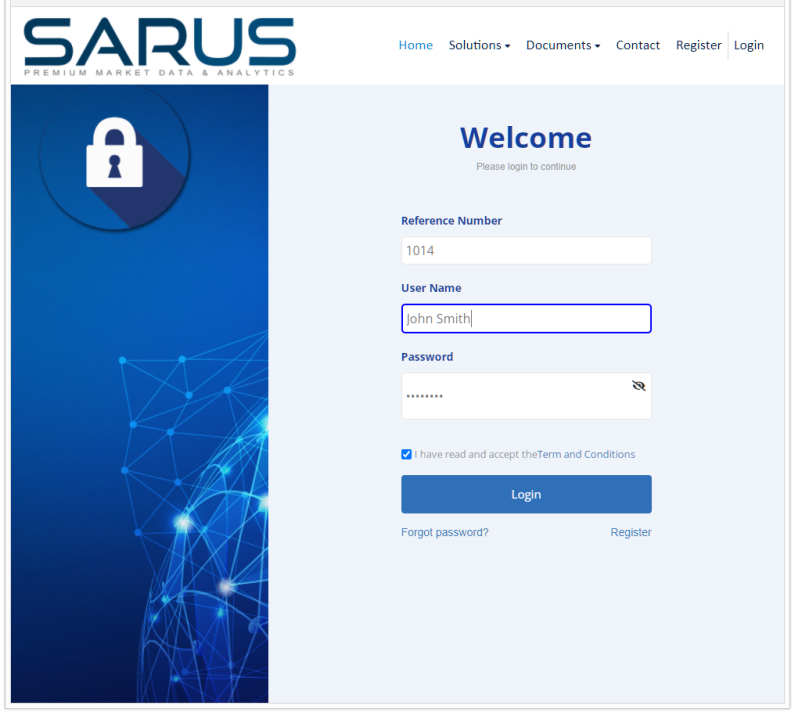 SARUS
PREMIUM MARKET DATA & ANALYTICS
Home Solutions Documents Contact Register Login
Welcome
Please login to continue
Reference Number
1014
User Name
John Smith
Password
••••••••
I have read and accept theTerm and Conditions
Login
Forgot password? Register